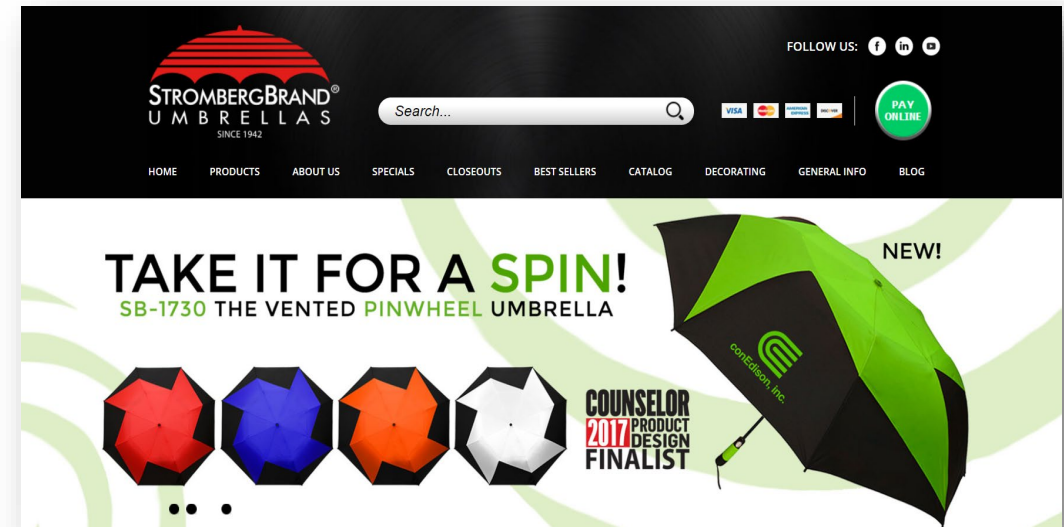 FOLLOW US:
STROMBERGBRAND®
UMBRELLAS
SINCE 1942
Search...
VISA
PAY
ONLINE
HOME PRODUCTS ABOUT US SPECIALS CLOSEOUTS BEST SELLERS CATALOG DECORATING GENERAL INFO BLOG
TAKE IT FOR A SPIN!
SB-1730 THE VENTED PINWHEEL UMBRELLA
NEW!
conEdison, inc.
COUNSELOR
2017 PRODUCT
DESIGN
FINALIST